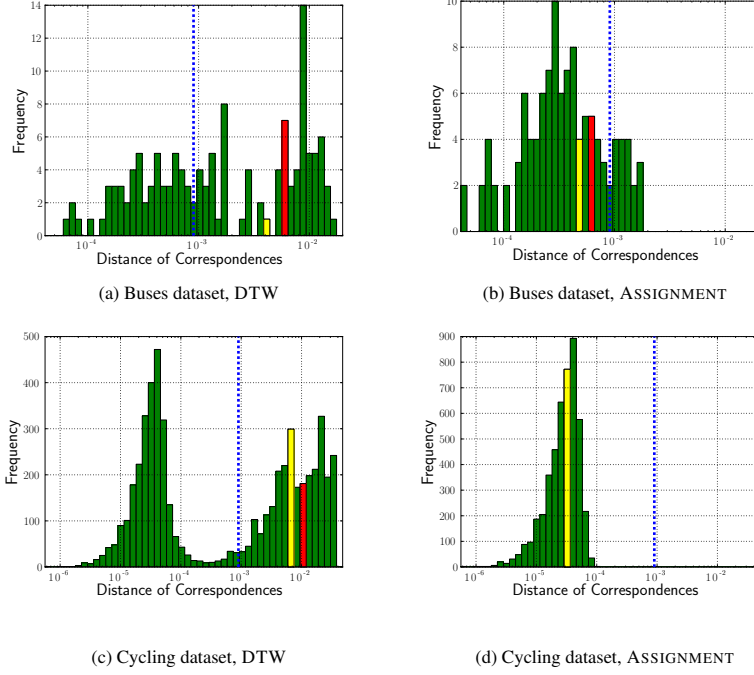 14
12
10
8
6
4
2
0
Frequency
10⁻⁴ 10⁻³ 10⁻²
Distance of Correspondences
(a) Buses dataset, DTW
10
8
6
4
2
0
Frequency
10⁻⁴ 10⁻³ 10⁻²
Distance of Correspondences
(b) Buses dataset, ASSIGNMENT
500
400
300
200
100
0
Frequency
10⁻⁶ 10⁻⁵ 10⁻⁴ 10⁻³ 10⁻²
Distance of Correspondences
(c) Cycling dataset, DTW
900
800
700
600
500
400
300
200
100
0
Frequency
10⁻⁶ 10⁻⁵ 10⁻⁴ 10⁻³ 10⁻²
Distance of Correspondences
(d) Cycling dataset, ASSIGNMENT